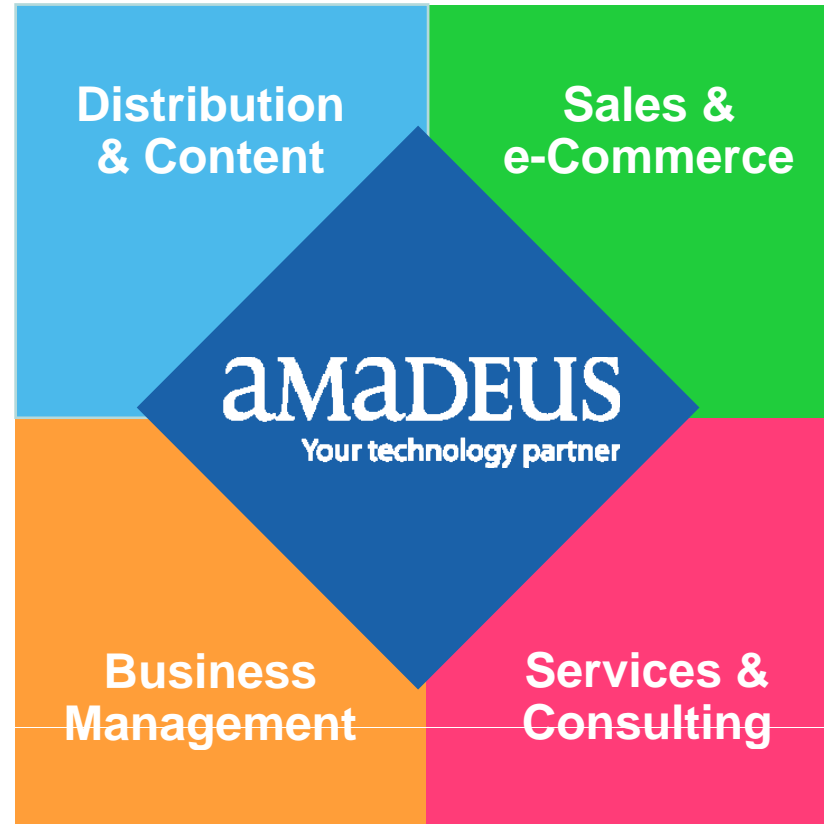 Distribution
& Content
Sales &
e-Commerce
amaDEUS
Your technology partner
Business
Management
Services &
Consulting